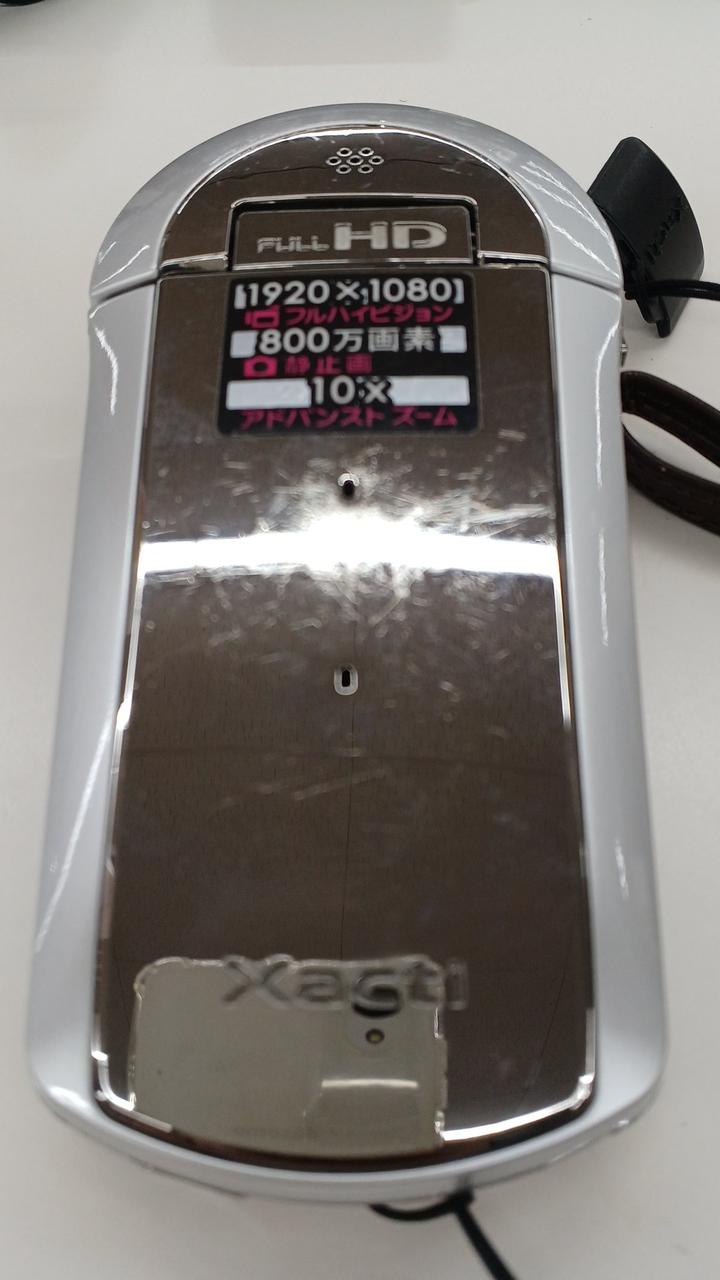 FULL HD
[1920×1080]
フルハイビジョン
800万画素
静止画
10×
アドバンスト ズーム
Xacti